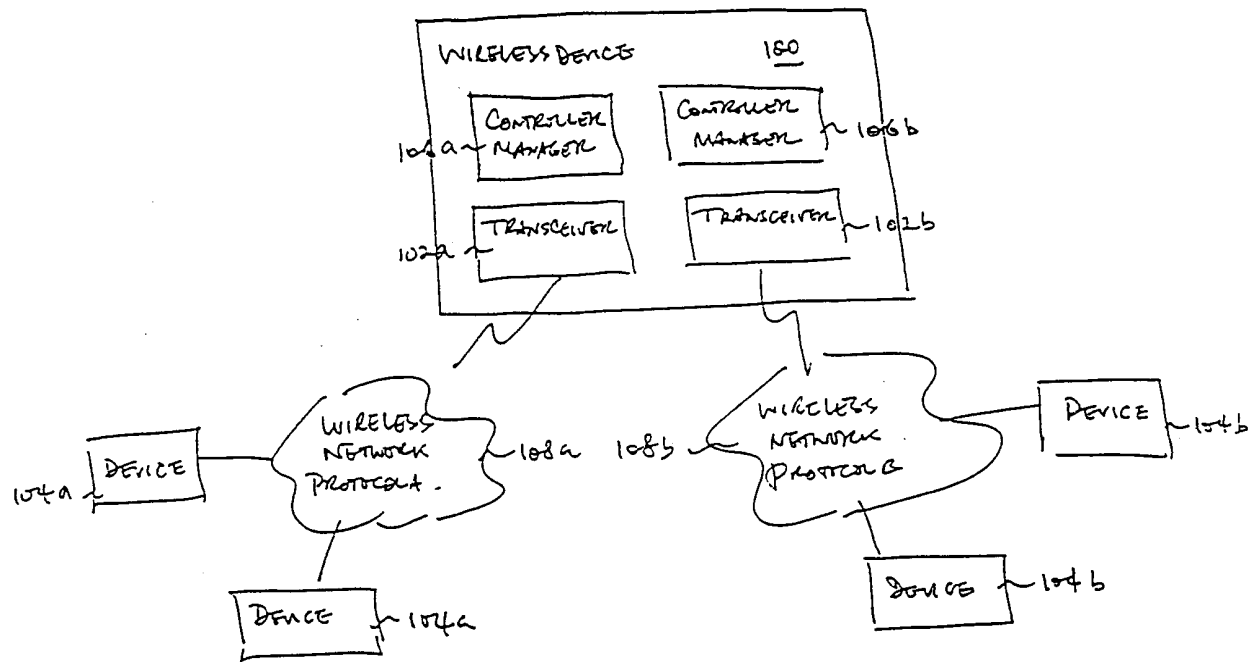 WIRELESS DEVICE 100
CONTROLLER
MANAGER
106a
CONTROLLER
MANAGER
106b
TRANSCEIVER
102a
TRANSCEIVER
102b
WIRELESS
NETWORK
PROTOCOL A.
108a
WIRELESS
NETWORK
PROTOCOL B
108b
DEVICE
104b
DEVICE
104a
DEVICE
104a
DEVICE
104b